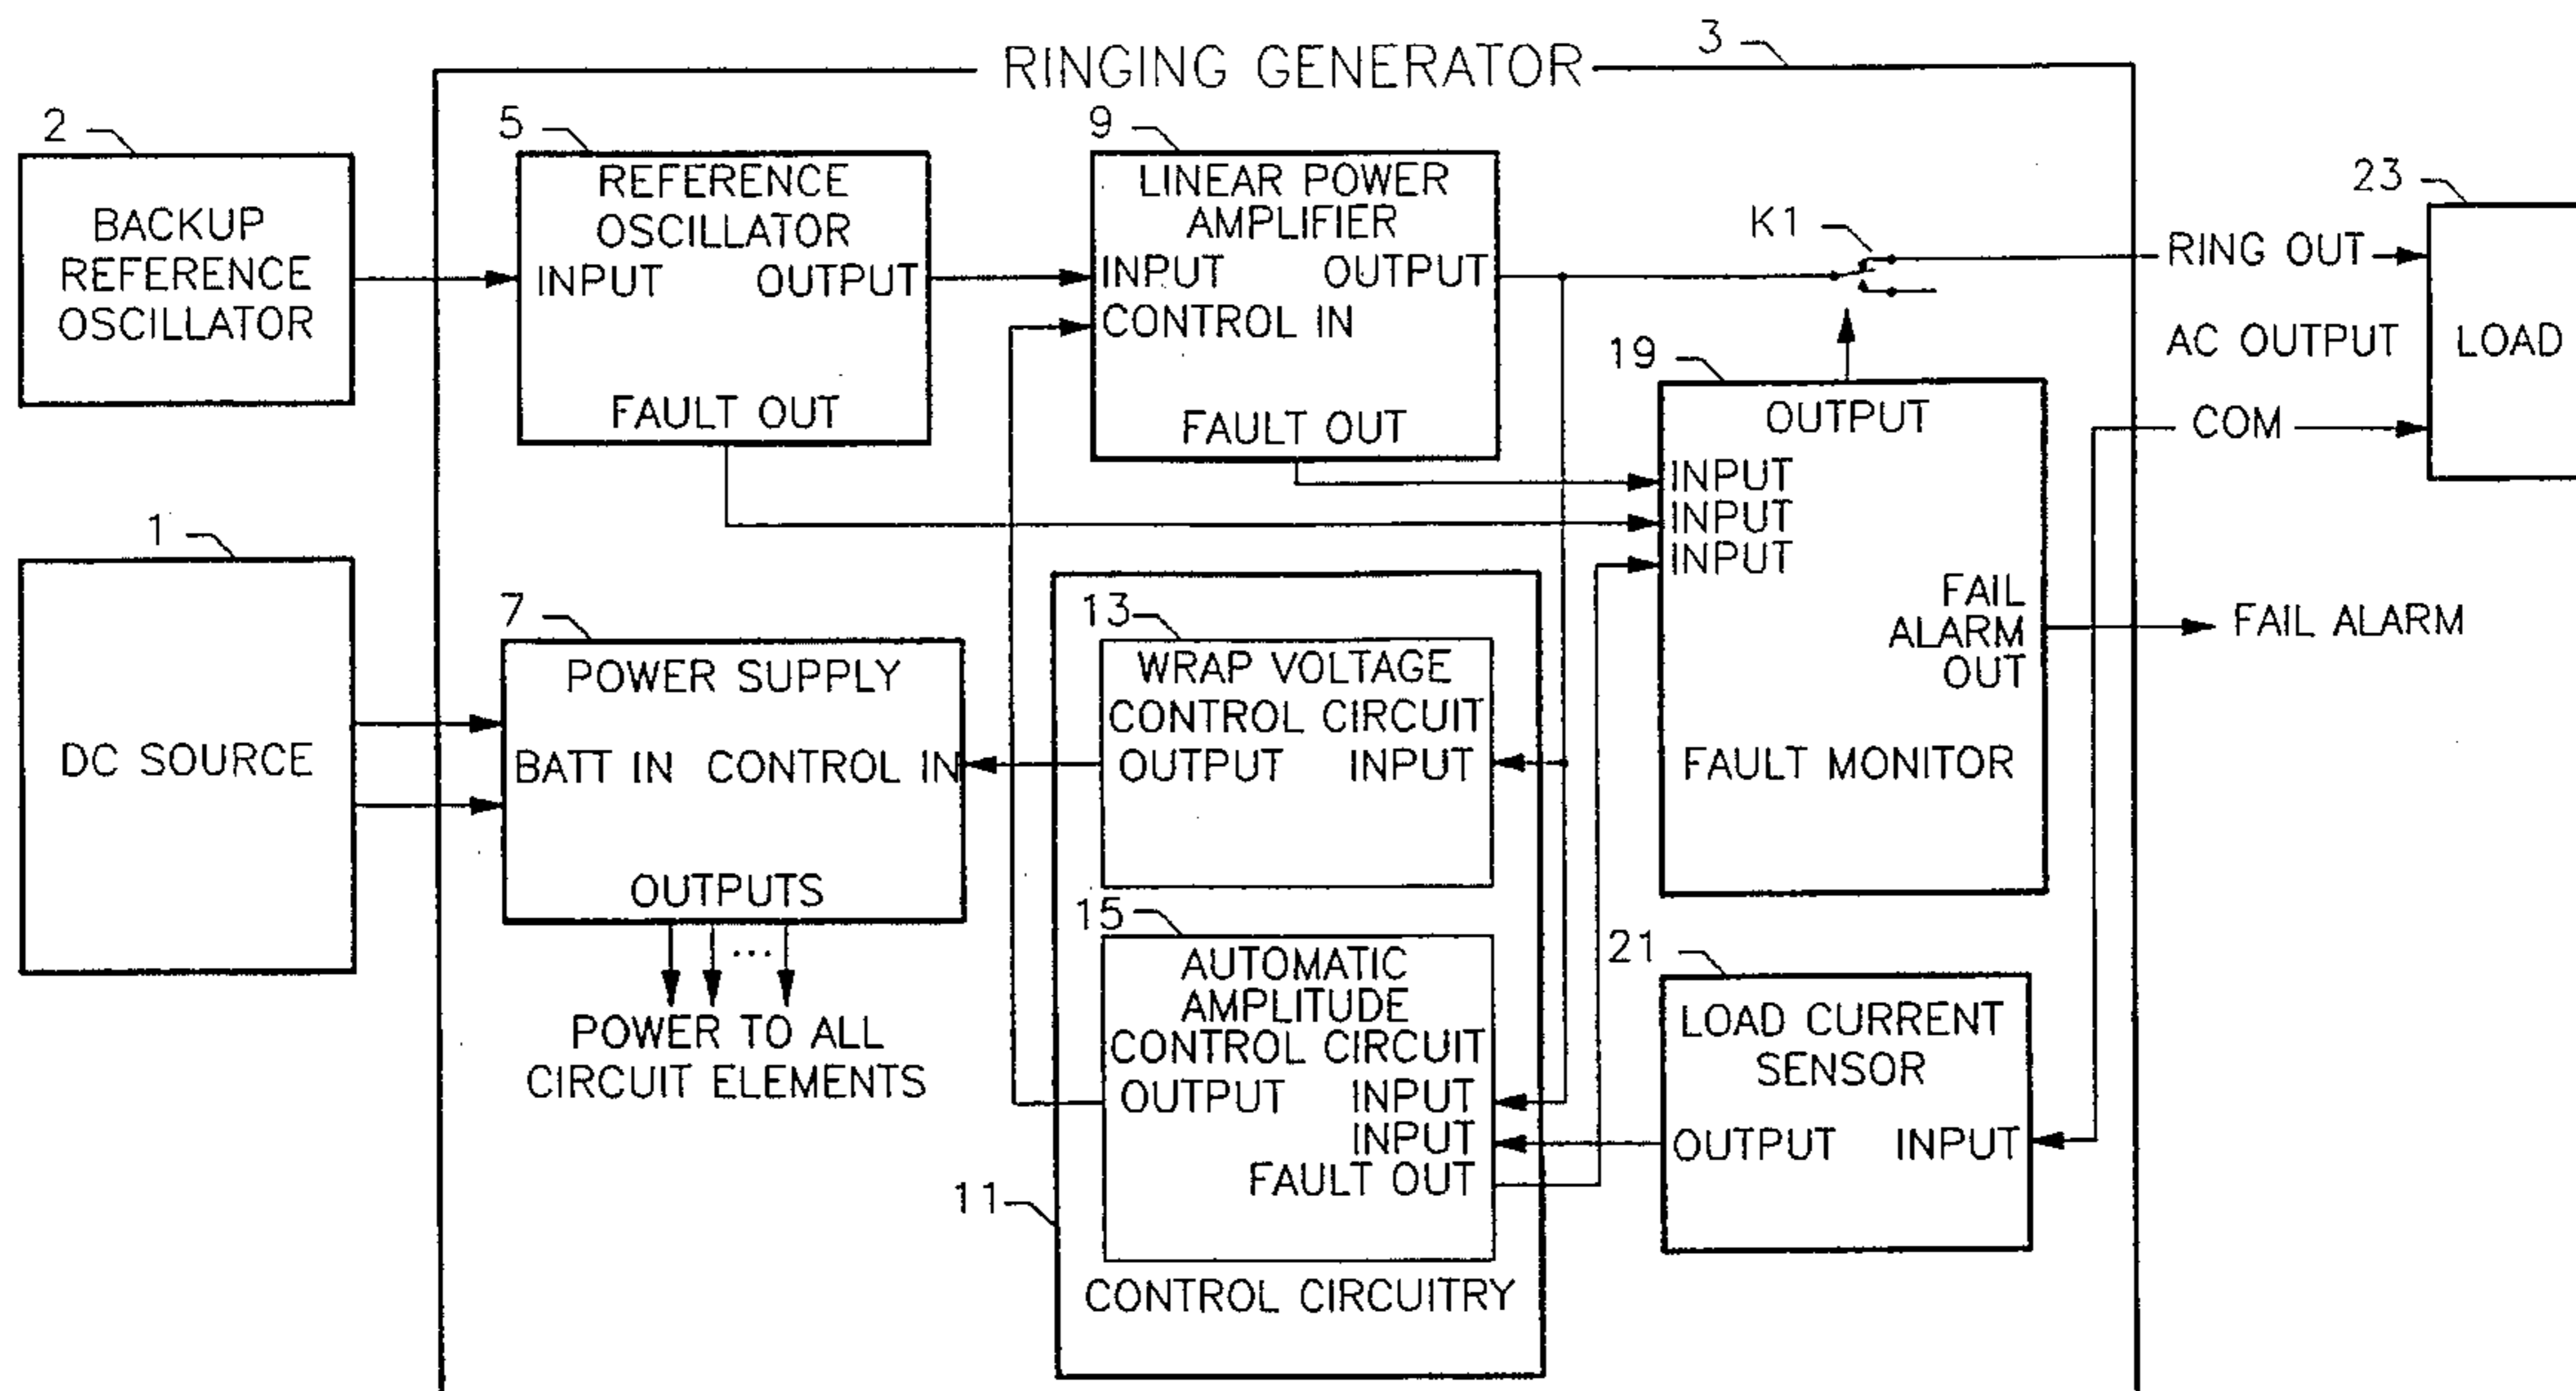 RINGING GENERATOR
3
2
BACKUP
REFERENCE
OSCILLATOR
5
REFERENCE
OSCILLATOR
INPUT OUTPUT
FAULT OUT
9
LINEAR POWER
AMPLIFIER
INPUT OUTPUT
CONTROL IN
FAULT OUT
K1
RING OUT
AC OUTPUT
COM
23
LOAD
19
OUTPUT
INPUT
INPUT
INPUT
FAIL
ALARM
OUT
FAULT MONITOR
FAIL ALARM
1
DC SOURCE
7
POWER SUPPLY
BATT IN CONTROL IN
OUTPUTS
...
POWER TO ALL
CIRCUIT ELEMENTS
13
WRAP VOLTAGE
CONTROL CIRCUIT
OUTPUT INPUT
15
AUTOMATIC
AMPLITUDE
CONTROL CIRCUIT
OUTPUT INPUT
INPUT
FAULT OUT
11
CONTROL CIRCUITRY
21
LOAD CURRENT
SENSOR
OUTPUT INPUT